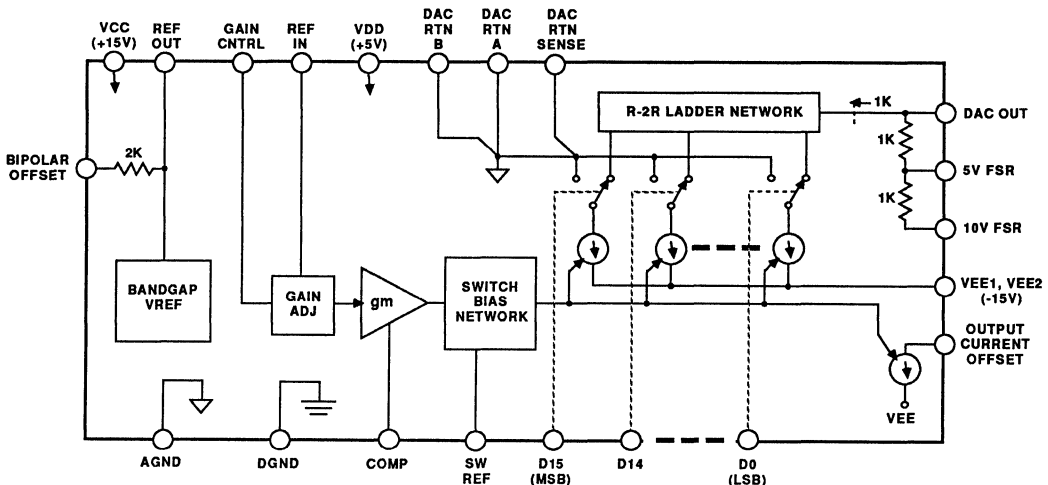 VCC
(+15V)
REF
OUT
GAIN
CNTRL
REF
IN
VDD
(+5V)
DAC
RTN
B
DAC
RTN
A
DAC
RTN
SENSE
R-2R LADDER NETWORK
1K
DAC OUT
1K
5V FSR
1K
10V FSR
BIPOLAR
OFFSET
2K
BANDGAP
VREF
GAIN
ADJ
gm
SWITCH
BIAS
NETWORK
VEE1, VEE2
(-15V)
OUTPUT
CURRENT
OFFSET
VEE
AGND
DGND
COMP
SW
REF
D15
(MSB)
D14
D0
(LSB)